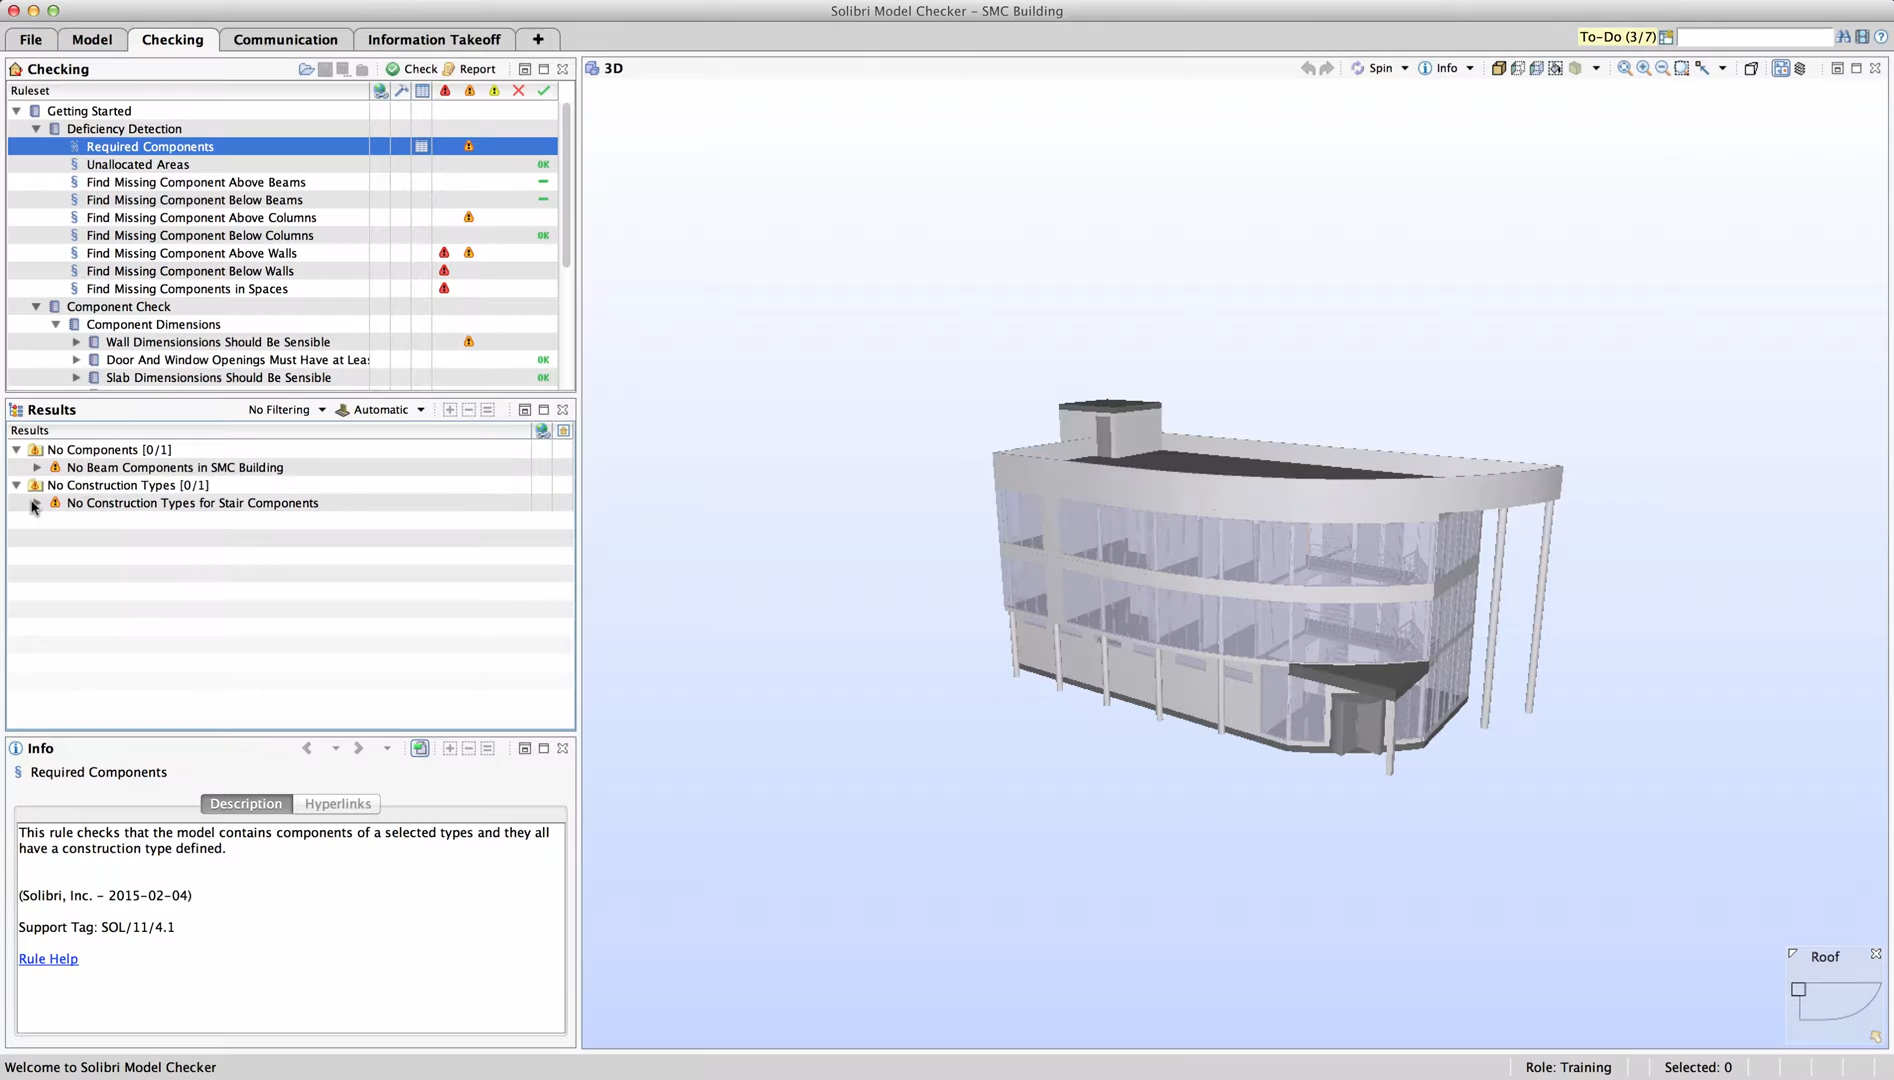 Solibri Model Checker - SMC Building
File
Model
Checking
Communication
Information Takeoff
+
To-Do (3/7)
Checking
Check
Report
Ruleset
Getting Started
Deficiency Detection
Required Components
Unallocated Areas
OK
Find Missing Component Above Beams
Find Missing Component Below Beams
Find Missing Component Above Columns
Find Missing Component Below Columns
OK
Find Missing Component Above Walls
Find Missing Component Below Walls
Find Missing Components in Spaces
Component Check
Component Dimensions
Wall Dimensionsions Should Be Sensible
Door And Window Openings Must Have at Lea
OK
Slab Dimensionsions Should Be Sensible
OK
Results
No Filtering
Automatic
Results
No Components [0/1]
No Beam Components in SMC Building
No Construction Types [0/1]
No Construction Types for Stair Components
Info
Required Components
Description
Hyperlinks
This rule checks that the model contains components of a selected types and they all
have a construction type defined.
(Solibri, Inc. - 2015-02-04)
Support Tag: SOL/11/4.1
Rule Help
3D
Spin
Info
Roof
Welcome to Solibri Model Checker
Role: Training
Selected: 0